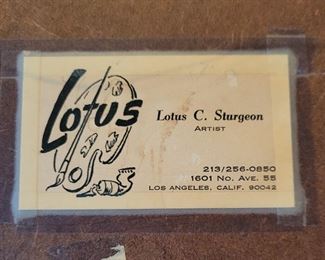 Lotus
Lotus C. Sturgeon
ARTIST
213/256-0850
1601 No. Ave. 55
LOS ANGELES, CALIF. 90042